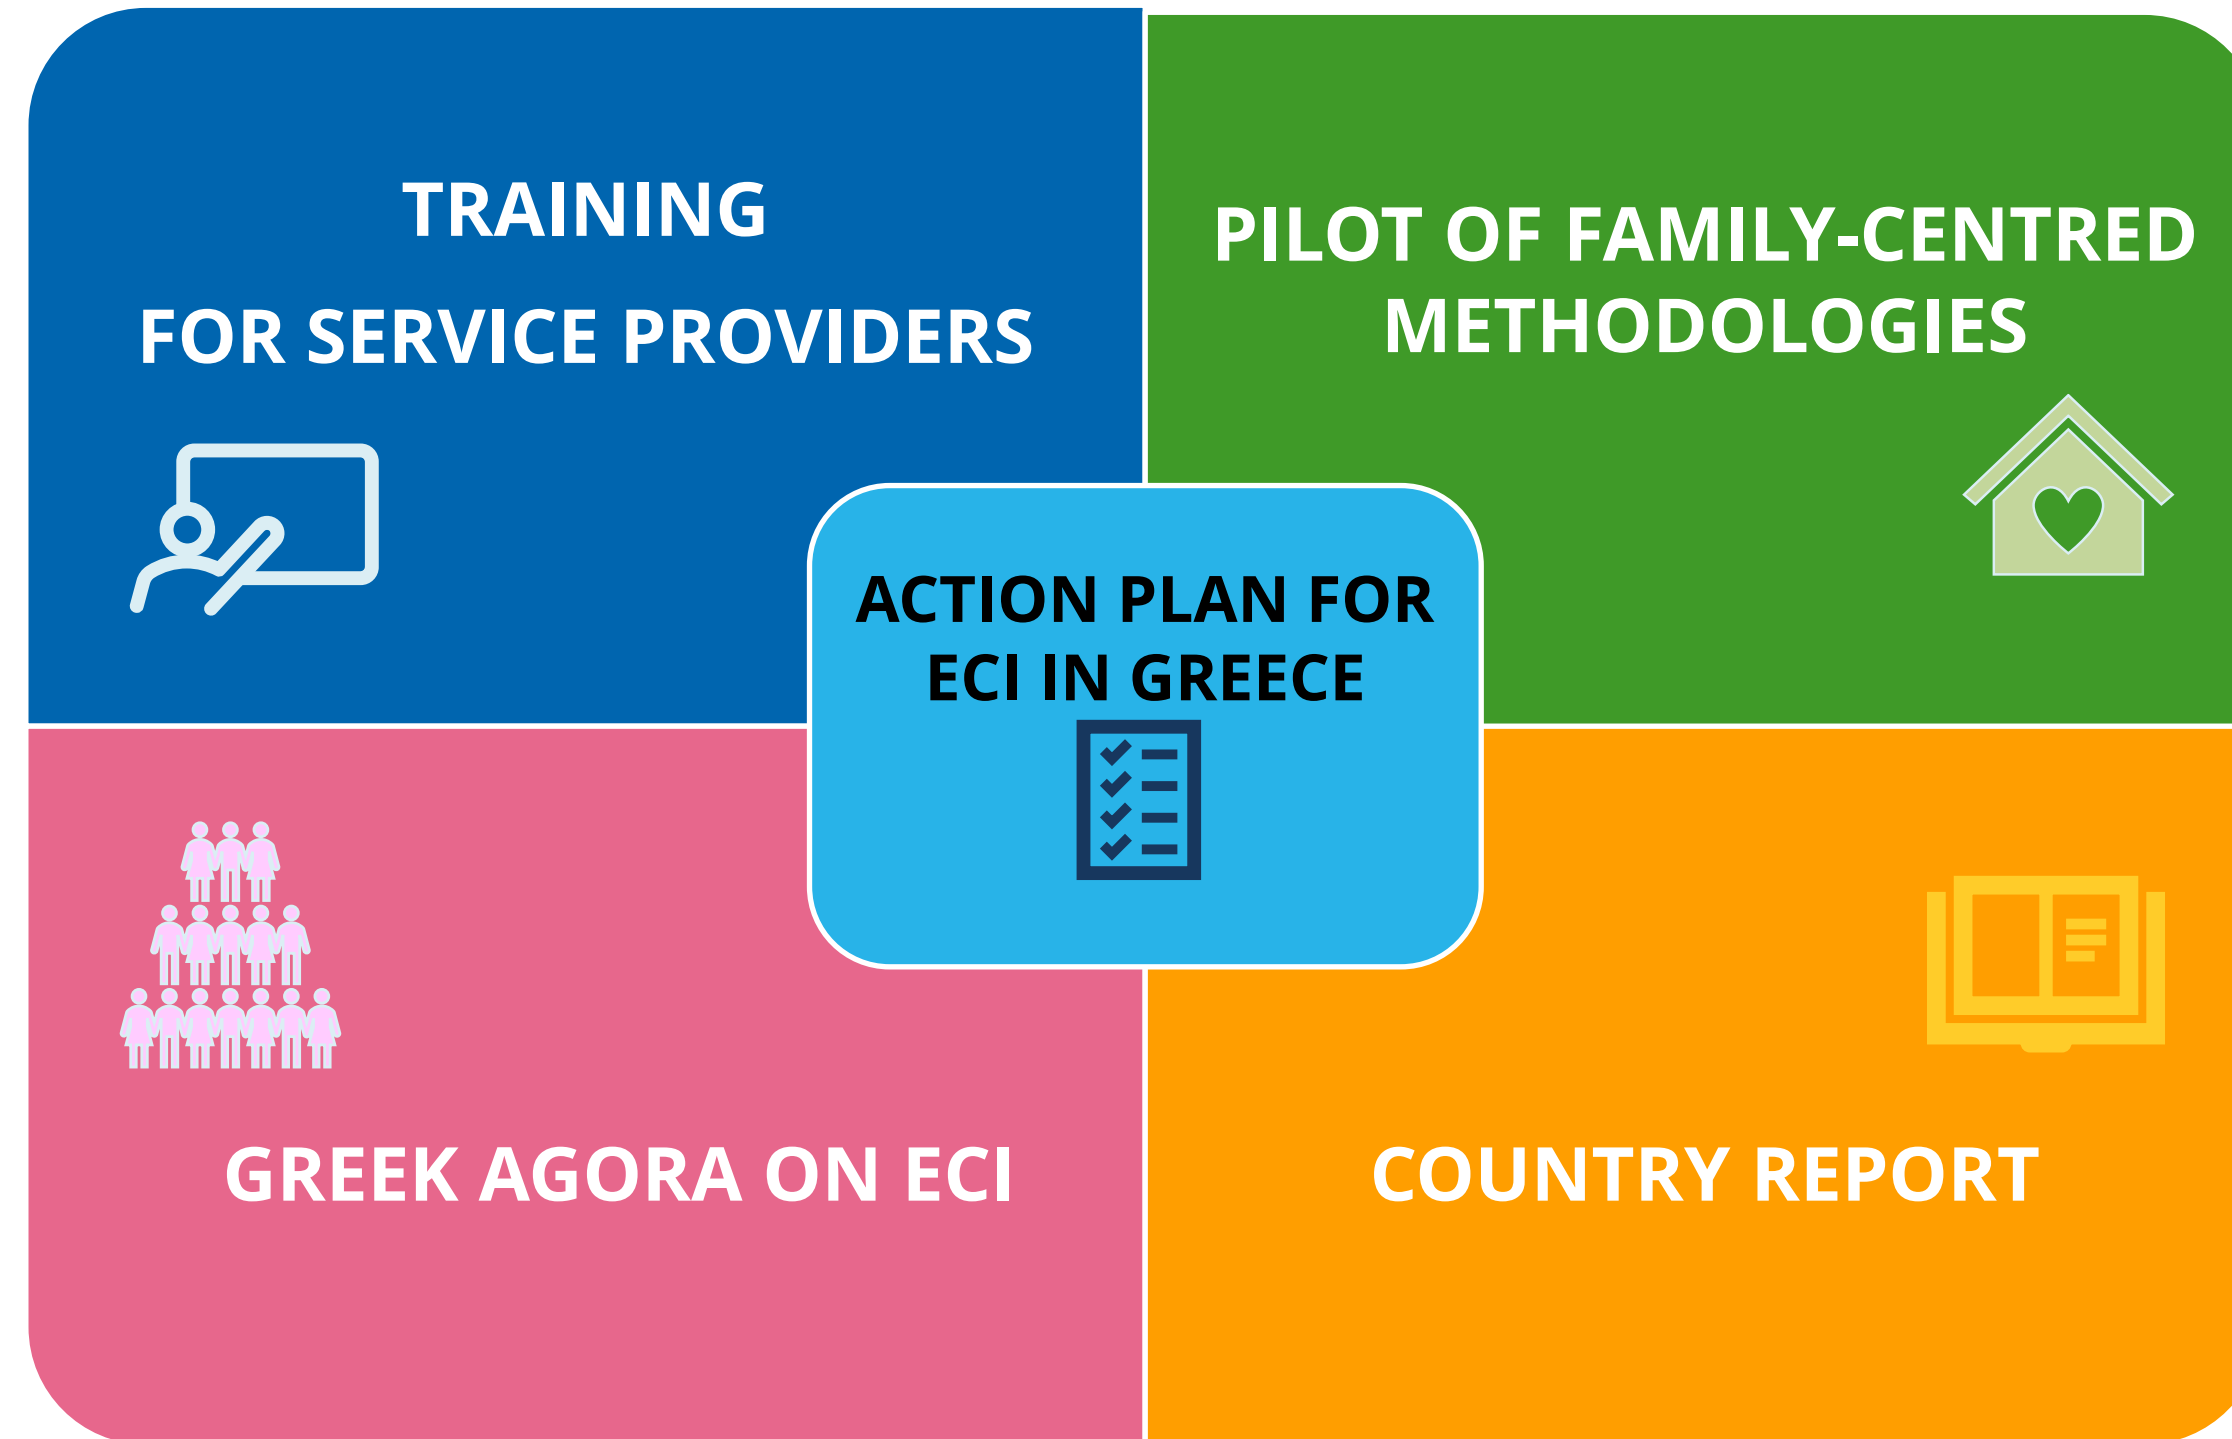 TRAINING
FOR SERVICE PROVIDERS
PILOT OF FAMILY-CENTRED
METHODOLOGIES
ACTION PLAN FOR
ECI IN GREECE
GREEK AGORA ON ECI
COUNTRY REPORT